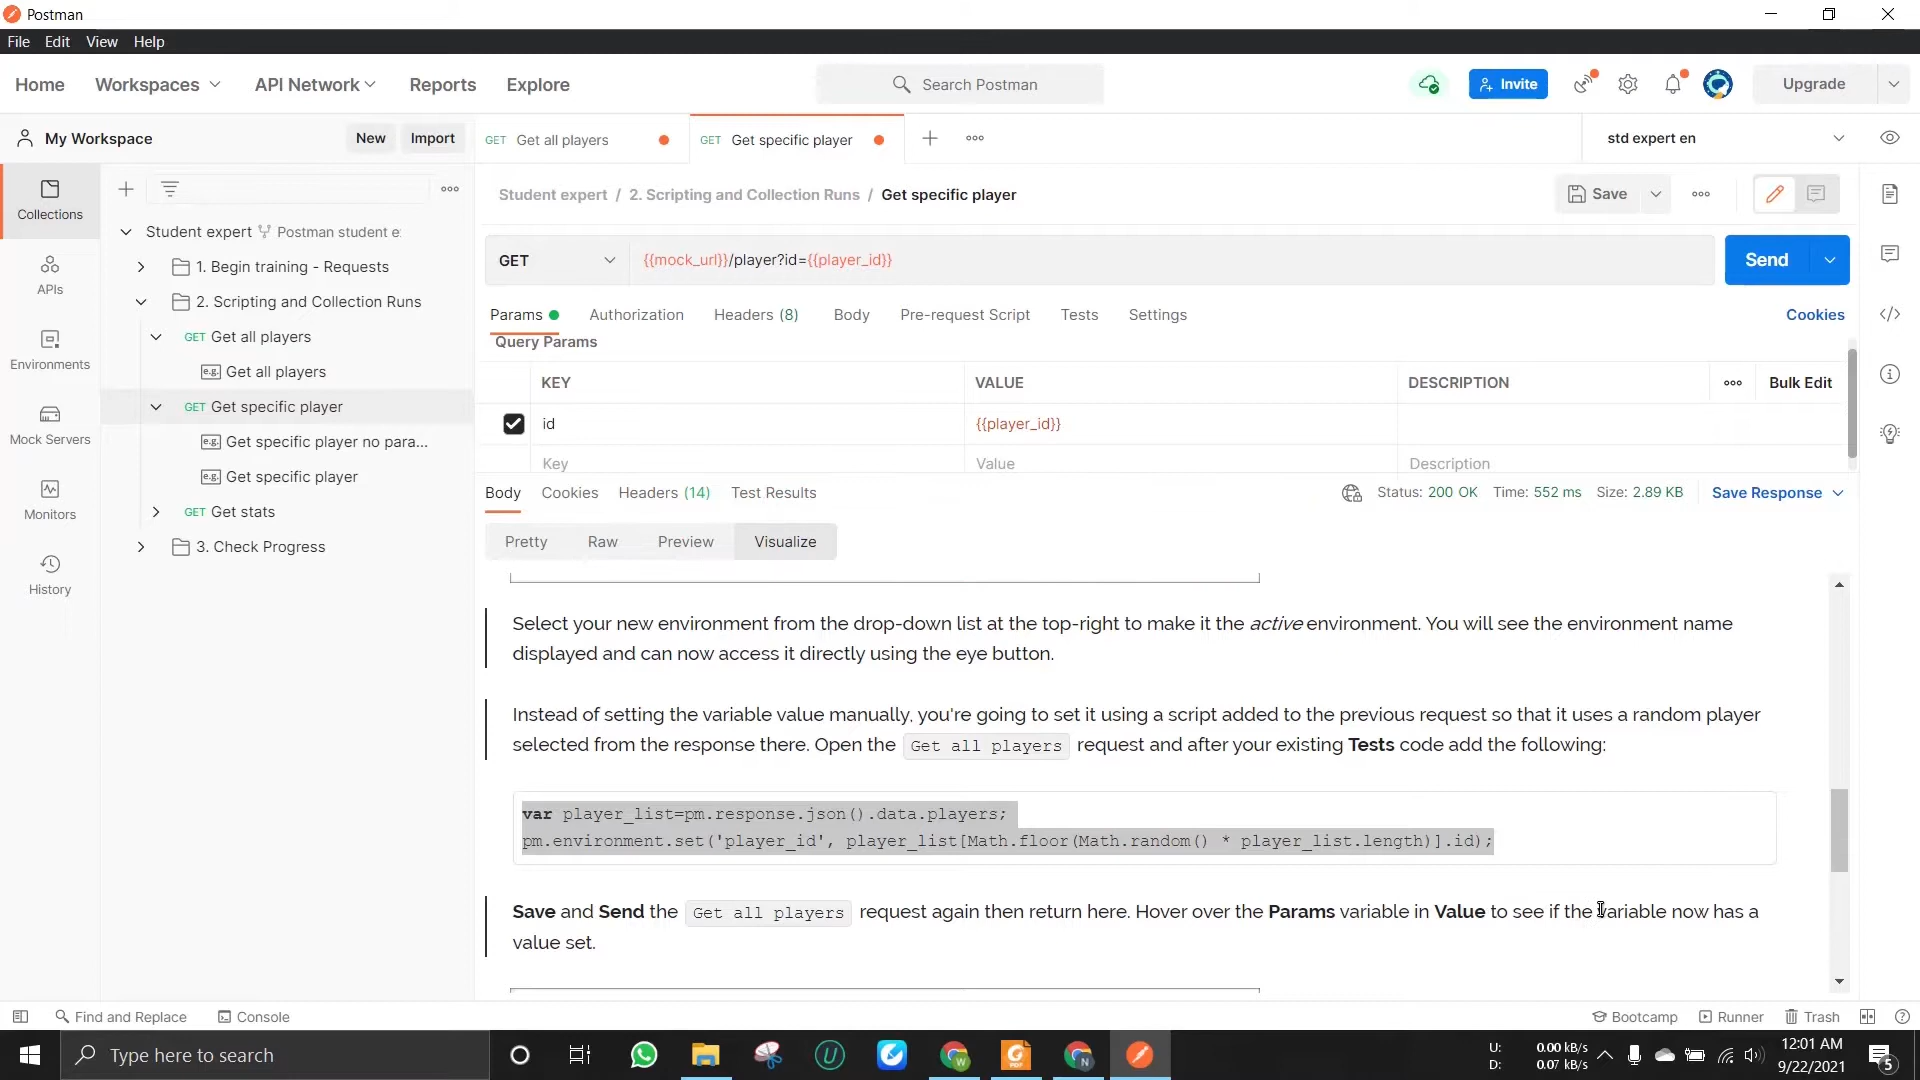 Postman
File Edit View Help
Home Workspaces API Network Reports Explore Search Postman Invite Upgrade
My Workspace New Import GET Get all players GET Get specific player std expert en
Collections
APIs
Environments
Mock Servers
Monitors
History
Student expert Postman student e
1. Begin training - Requests
2. Scripting and Collection Runs
GET Get all players
e.g. Get all players
GET Get specific player
e.g. Get specific player no para...
e.g. Get specific player
GET Get stats
3. Check Progress
Student expert / 2. Scripting and Collection Runs / Get specific player Save
GET {{mock_url}}/player?id={{player_id}} Send
Params Authorization Headers (8) Body Pre-request Script Tests Settings Cookies
Query Params
KEY VALUE DESCRIPTION Bulk Edit
id {{player_id}}
Key Value Description
Body Cookies Headers (14) Test Results Status: 200 OK Time: 552 ms Size: 2.89 KB Save Response
Pretty Raw Preview Visualize
Select your new environment from the drop-down list at the top-right to make it the active environment. You will see the environment name
displayed and can now access it directly using the eye button.
Instead of setting the variable value manually, you're going to set it using a script added to the previous request so that it uses a random player
selected from the response there. Open the Get all players request and after your existing Tests code add the following:
var player_list=pm.response.json().data.players;
pm.environment.set('player_id', player_list[Math.floor(Math.random() * player_list.length)].id);
Save and Send the Get all players request again then return here. Hover over the Params variable in Value to see if the variable now has a
value set.
Find and Replace Console Bootcamp Runner Trash
Type here to search
U: 0.00 kB/s
D: 0.07 kB/s
12:01 AM
9/22/2021
5